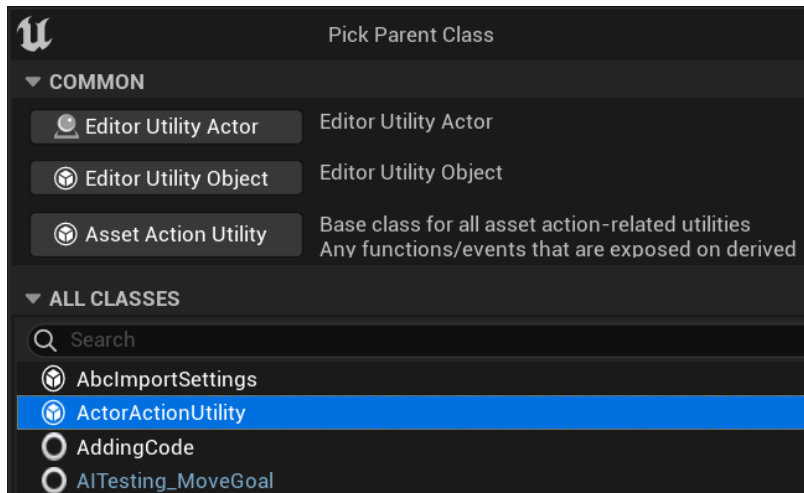 Pick Parent Class
COMMON
Editor Utility Actor
Editor Utility Actor
Editor Utility Object
Editor Utility Object
Asset Action Utility
Base class for all asset action-related utilities
Any functions/events that are exposed on derived
ALL CLASSES
Search
AbcImportSettings
ActorActionUtility
AddingCode
AITesting_MoveGoal